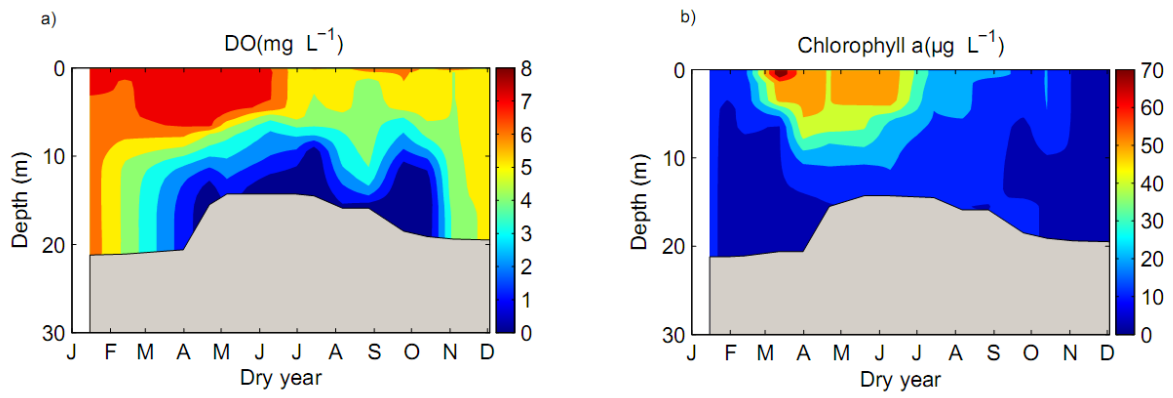 a)
DO(mg L⁻¹)
0
10
20
30
Depth (m)
J F M A M J J A S O N D
Dry year
8
7
6
5
4
3
2
1
0
b)
Chlorophyll a(µg L⁻¹)
0
10
20
30
Depth (m)
J F M A M J J A S O N D
Dry year
70
60
50
40
30
20
10
0